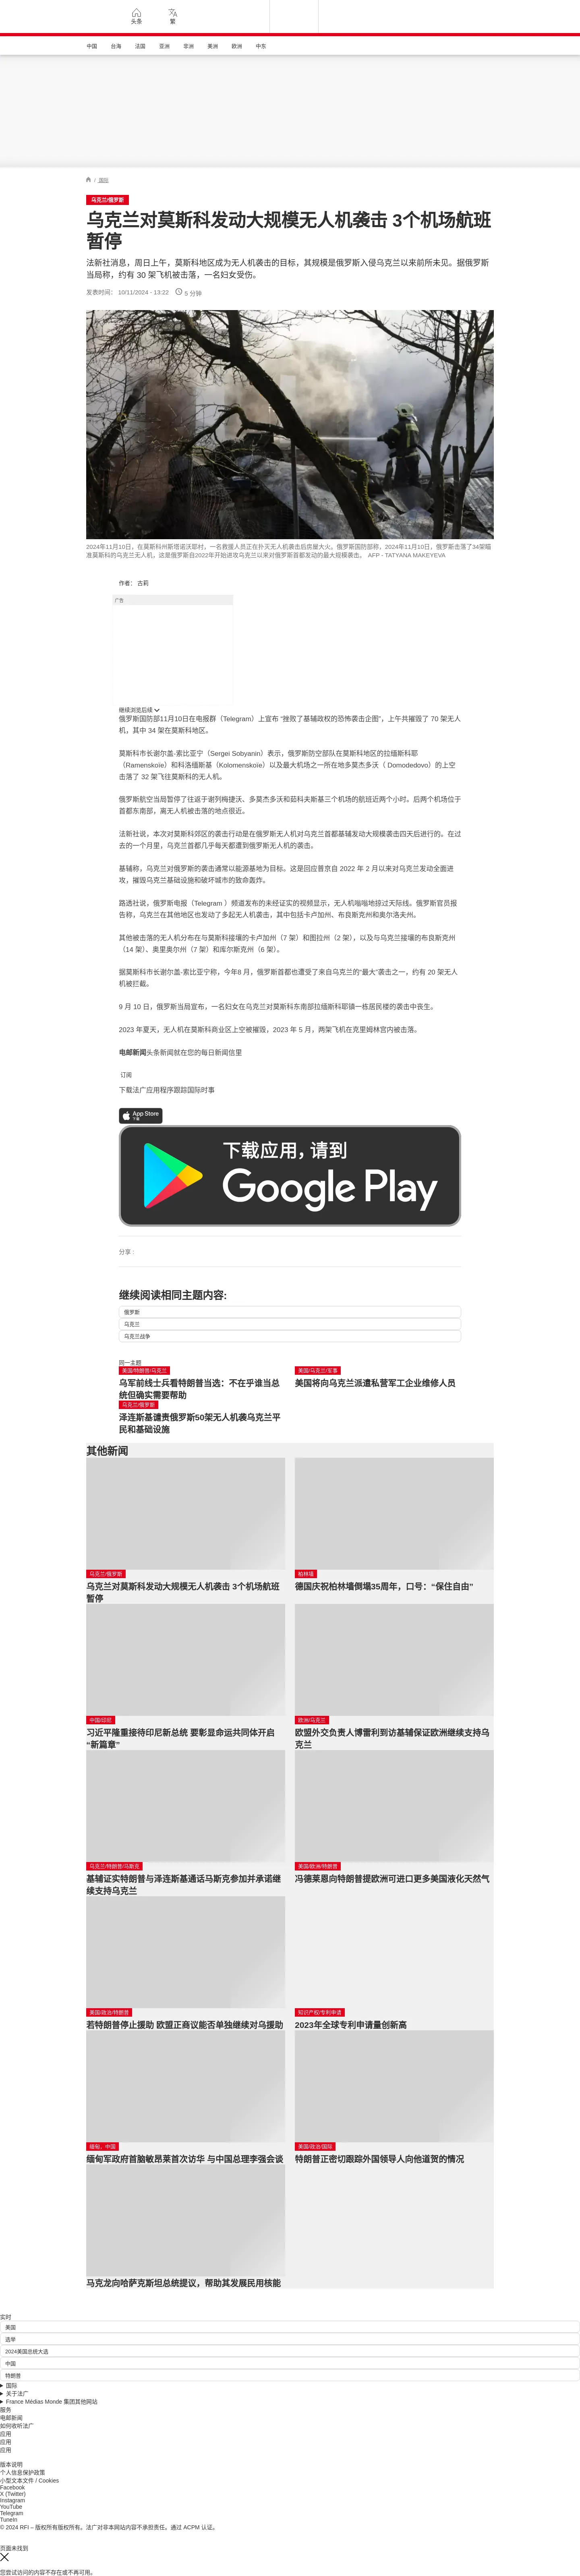 头条
繁
中国
台海
法国
亚洲
非洲
美洲
欧洲
中东
/ 国际
乌克兰/俄罗斯
乌克兰对莫斯科发动大规模无人机袭击 3个机场航班
暂停
法新社消息，周日上午，莫斯科地区成为无人机袭击的目标，其规模是俄罗斯入侵乌克兰以来前所未见。据俄罗斯
当局称，约有 30 架飞机被击落，一名妇女受伤。
发表时间： 10/11/2024 - 13:22 5 分钟
2024年11月10日，在莫斯科州斯塔诺沃耶村，一名救援人员正在扑灭无人机袭击后房屋大火。俄罗斯国防部称，2024年11月10日，俄罗斯击落了34架瞄
准莫斯科的乌克兰无人机，这是俄罗斯自2022年开始进攻乌克兰以来对俄罗斯首都发动的最大规模袭击。 AFP - TATYANA MAKEYEVA
作者： 古莉
广告
继续浏览后续
俄罗斯国防部11月10日在电报群（Telegram）上宣布 “挫败了基辅政权的恐怖袭击企图”，上午共摧毁了 70 架无人
机，其中 34 架在莫斯科地区。
莫斯科市长谢尔盖-索比亚宁（Sergei Sobyanin）表示，俄罗斯防空部队在莫斯科地区的拉缅斯科耶
（Ramenskoïe）和科洛缅斯基（Kolomenskoïe）以及最大机场之一所在地多莫杰多沃（ Domodedovo）的上空
击落了 32 架飞往莫斯科的无人机。
俄罗斯航空当局暂停了往返于谢列梅捷沃、多莫杰多沃和茹科夫斯基三个机场的航班近两个小时。后两个机场位于
首都东南部，离无人机被击落的地点很近。
法新社说，本次对莫斯科郊区的袭击行动是在俄罗斯无人机对乌克兰首都基辅发动大规模袭击四天后进行的。在过
去的一个月里，乌克兰首都几乎每天都遭到俄罗斯无人机的袭击。
基辅称，乌克兰对俄罗斯的袭击通常以能源基地为目标。这是回应普京自 2022 年 2 月以来对乌克兰发动全面进
攻，摧毁乌克兰基础设施和破坏城市的致命轰炸。
路透社说，俄罗斯电报（Telegram ）频道发布的未经证实的视频显示，无人机嗡嗡地掠过天际线。俄罗斯官员报
告称，乌克兰在其他地区也发动了多起无人机袭击，其中包括卡卢加州、布良斯克州和奥尔洛夫州。
其他被击落的无人机分布在与莫斯科接壤的卡卢加州（7 架）和图拉州（2 架），以及与乌克兰接壤的布良斯克州
（14 架）、奥里奥尔州（7 架）和库尔斯克州（6 架）。
据莫斯科市长谢尔盖-索比亚宁称，今年8 月，俄罗斯首都也遭受了来自乌克兰的“最大”袭击之一，约有 20 架无人
机被拦截。
9 月 10 日，俄罗斯当局宣布，一名妇女在乌克兰对莫斯科东南部拉缅斯科耶镇一栋居民楼的袭击中丧生。
2023 年夏天，无人机在莫斯科商业区上空被摧毁，2023 年 5 月，两架飞机在克里姆林宫内被击落。
电邮新闻头条新闻就在您的每日新闻信里
订阅
下载法广应用程序跟踪国际时事
App Store
下载
下载应用，请到
Google Play
分享 :
继续阅读相同主题内容:
俄罗斯
乌克兰
乌克兰战争
同一主题
美国/特朗普/乌克兰
乌军前线士兵看特朗普当选：不在乎谁当总
统但确实需要帮助
美国/乌克兰/军事
美国将向乌克兰派遣私营军工企业维修人员
乌克兰/俄罗斯
泽连斯基谴责俄罗斯50架无人机袭乌克兰平
民和基础设施
其他新闻
乌克兰/俄罗斯
乌克兰对莫斯科发动大规模无人机袭击 3个机场航班
暂停
柏林墙
德国庆祝柏林墙倒塌35周年，口号：“保住自由”
中国/印尼
习近平隆重接待印尼新总统 要彰显命运共同体开启
“新篇章”
欧洲/乌克兰
欧盟外交负责人博雷利到访基辅保证欧洲继续支持乌
克兰
乌克兰/特朗普/马斯克
基辅证实特朗普与泽连斯基通话马斯克参加并承诺继
续支持乌克兰
美国/欧洲/特朗普
冯德莱恩向特朗普提欧洲可进口更多美国液化天然气
美国/政治/特朗普
若特朗普停止援助 欧盟正商议能否单独继续对乌援助
知识产权/专利申请
2023年全球专利申请量创新高
缅甸，中国
缅甸军政府首脑敏昂莱首次访华 与中国总理李强会谈
美国/政治/国际
特朗普正密切跟踪外国领导人向他道贺的情况
马克龙向哈萨克斯坦总统提议，帮助其发展民用核能
实时
美国
选举
2024美国总统大选
中国
特朗普
国际
关于法广
France Médias Monde 集团其他网站
服务
电邮新闻
如何收听法广
应用
应用
应用
版本说明
个人信息保护政策
小型文本文件 / Cookies
Facebook
X (Twitter)
Instagram
YouTube
Telegram
TuneIn
© 2024 RFI – 版权所有版权所有。法广对非本网站内容不承担责任。通过 ACPM 认证。
页面未找到
您尝试访问的内容不存在或不再可用。